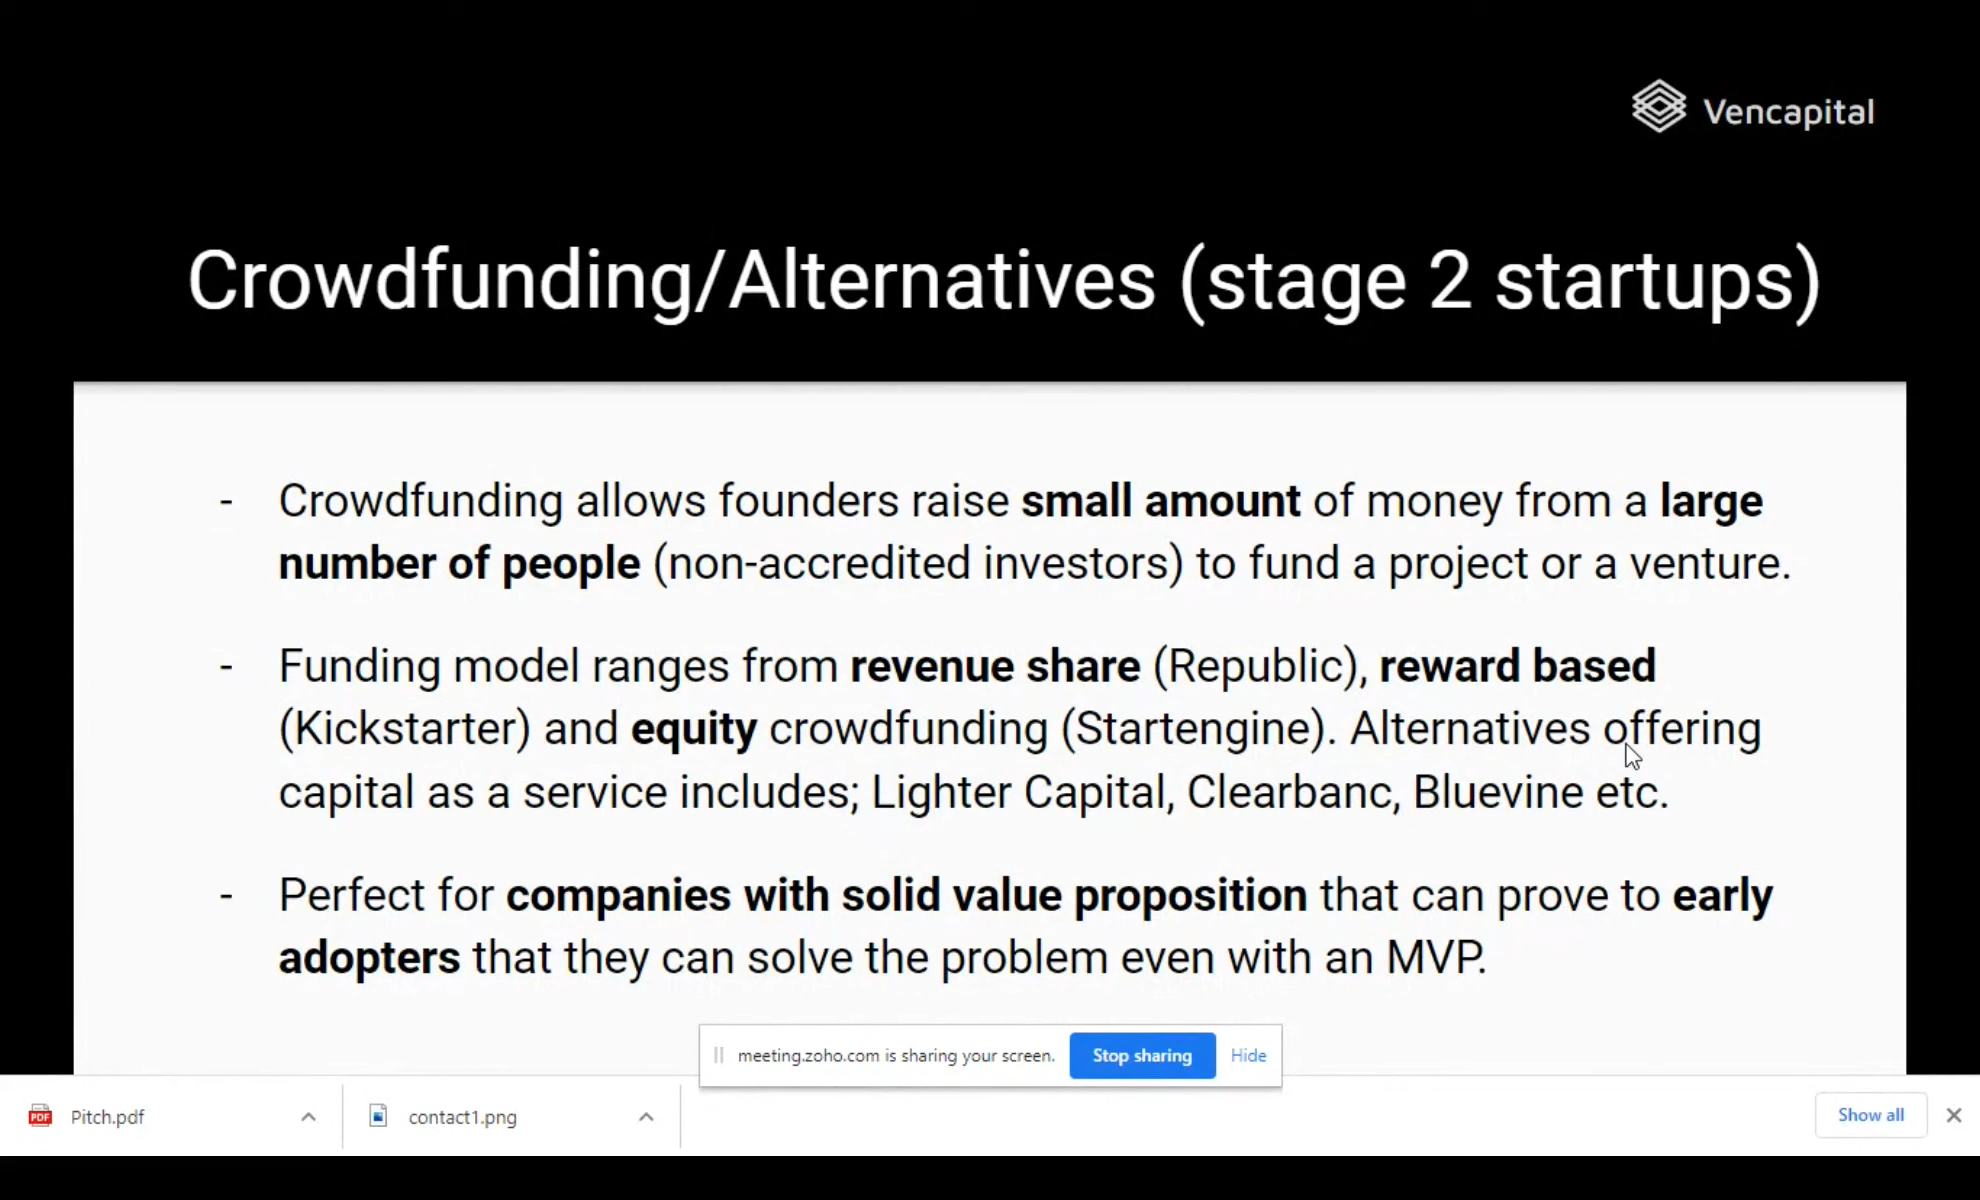 Vencapital
Crowdfunding/Alternatives (stage 2 startups)
- Crowdfunding allows founders raise small amount of money from a large
number of people (non-accredited investors) to fund a project or a venture.
- Funding model ranges from revenue share (Republic), reward based
(Kickstarter) and equity crowdfunding (Startengine). Alternatives offering
capital as a service includes; Lighter Capital, Clearbanc, Bluevine etc.
- Perfect for companies with solid value proposition that can prove to early
adopters that they can solve the problem even with an MVP.
meeting.zoho.com is sharing your screen. Stop sharing Hide
PDF Pitch.pdf contact1.png Show all